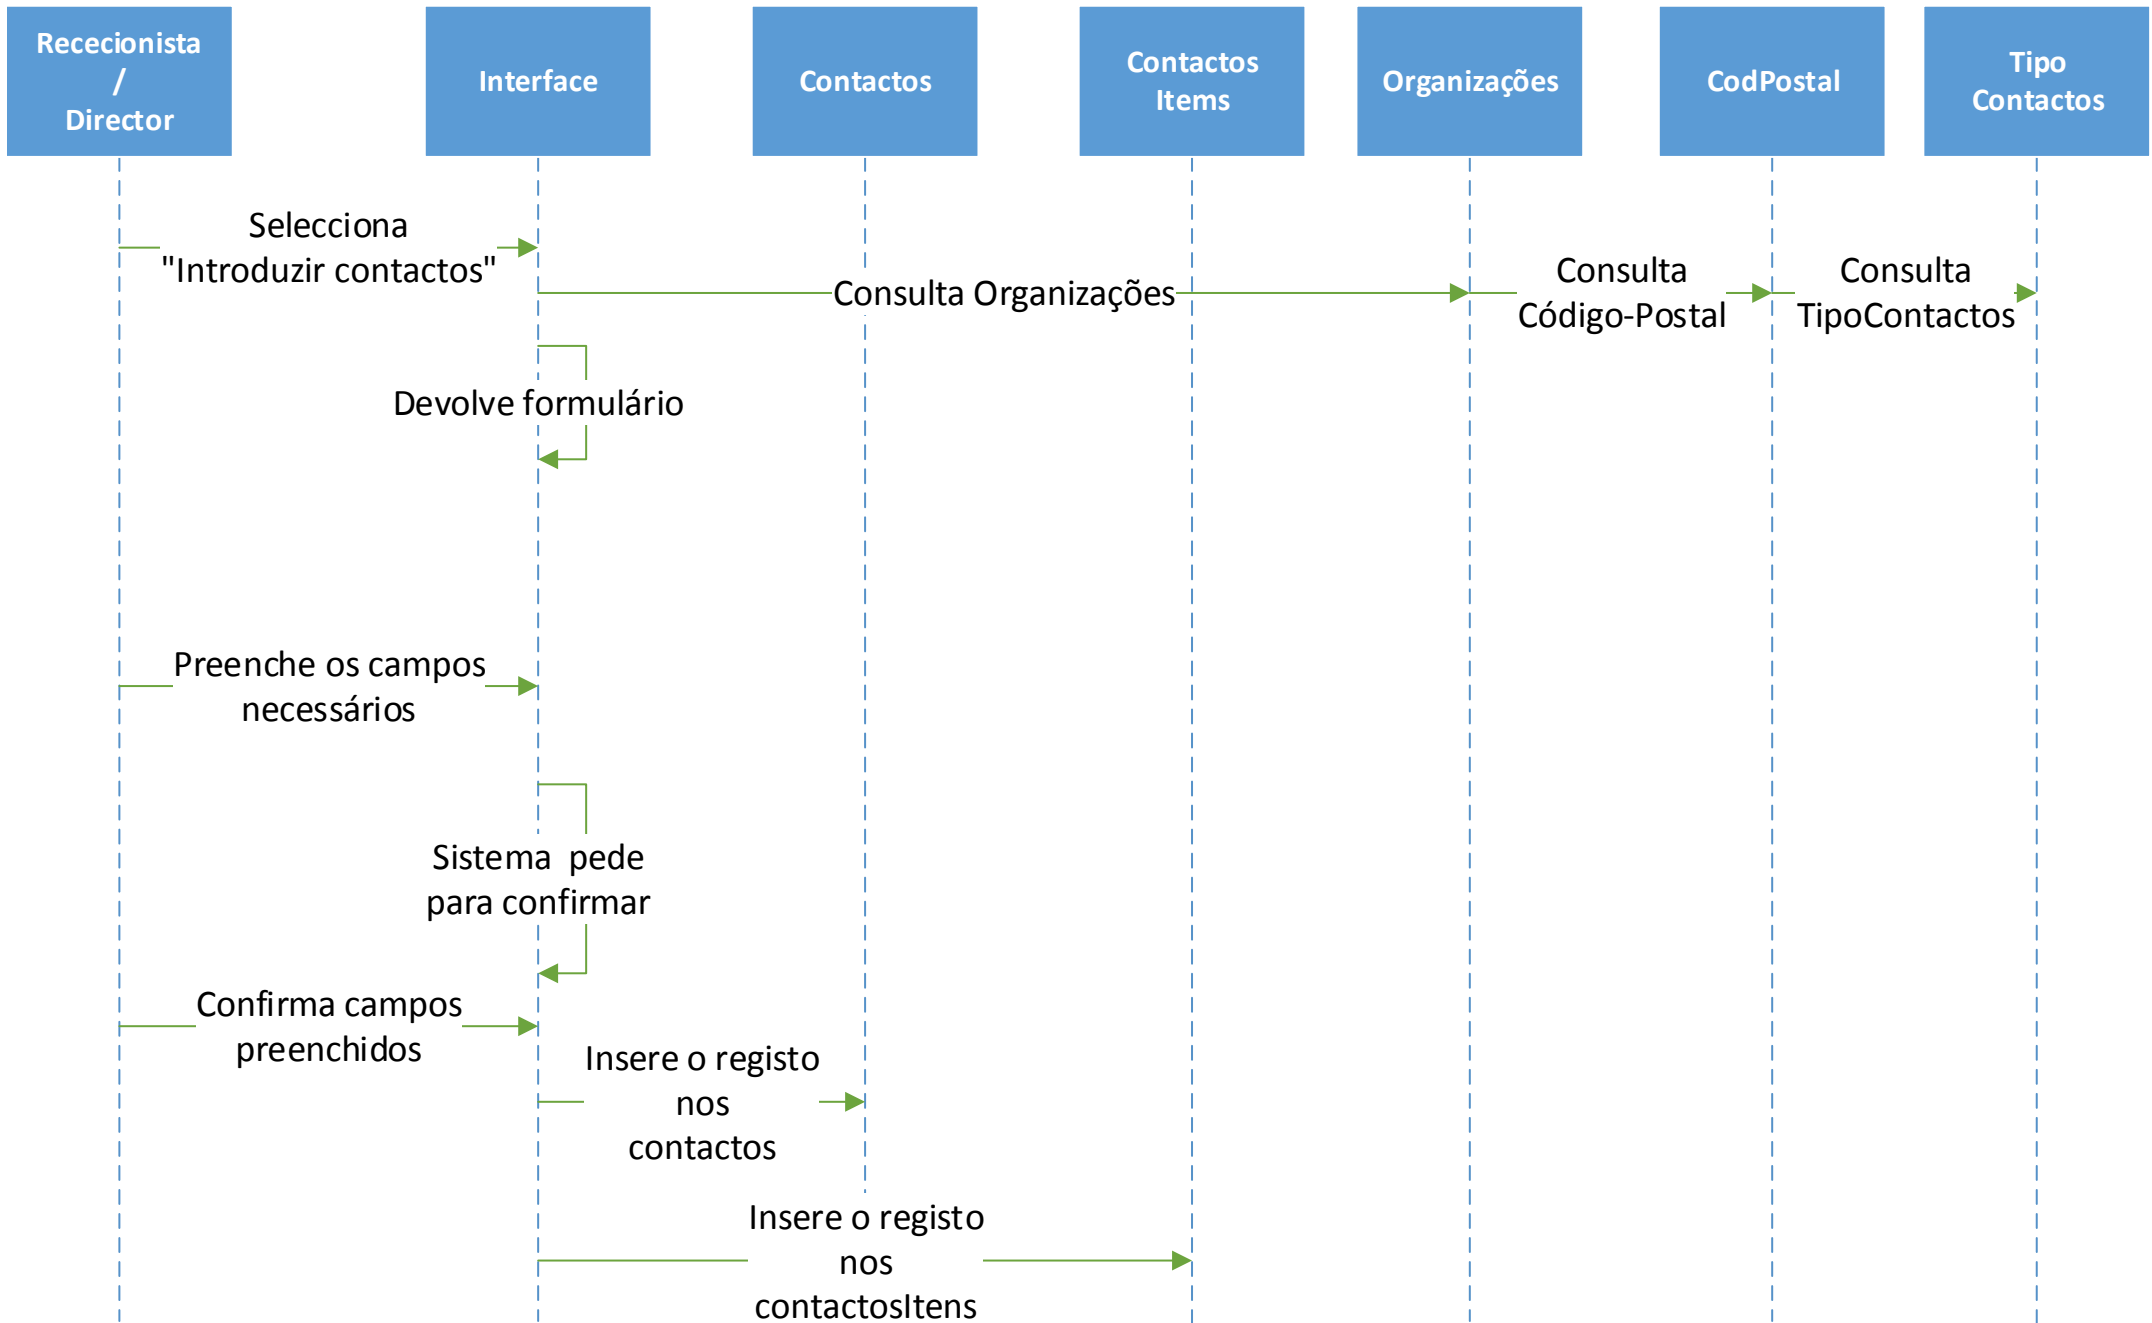 Rececionista
/
Director
Interface
Contactos
Contactos
Items
Organizações
CodPostal
Tipo
Contactos
Selecciona
"Introduzir contactos"
Consulta Organizações
Consulta
Código-Postal
Consulta
TipoContactos
Devolve formulário
Preenche os campos
necessários
Sistema  pede
para confirmar
Confirma campos
preenchidos
Insere o registo
nos
contactos
Insere o registo
nos
contactosItens